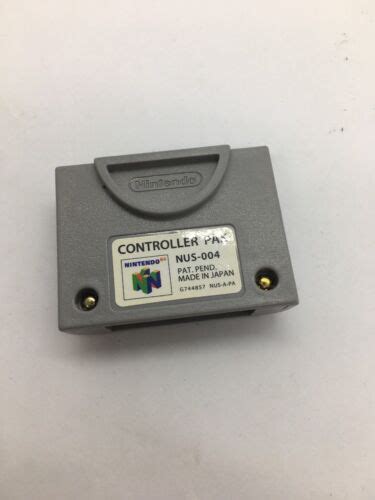 Nintendo
CONTROLLER PAK
NINTENDO 64
NUS-004
PAT. PEND.
MADE IN JAPAN
G744857 NUS-A-PA